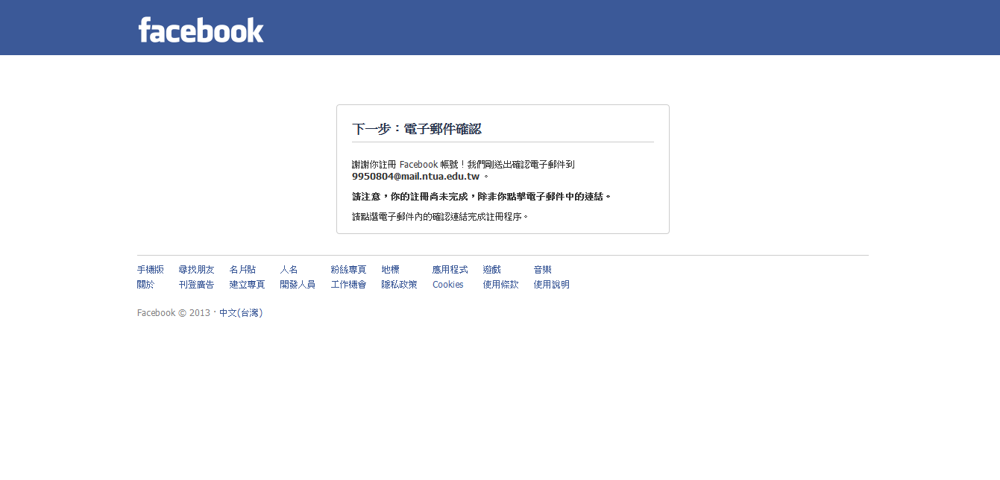 facebook
下一步：電子郵件確認
謝謝你註冊 Facebook 帳號！我們剛送出確認電子郵件到
9950804@mail.ntua.edu.tw 。
請注意，你的註冊尚未完成，除非你點擊電子郵件中的連結。
請點選電子郵件內的確認連結完成註冊程序。
手機版 尋找朋友 名片貼 人名 粉絲專頁 地標 應用程式 遊戲 音樂
關於 刊登廣告 建立專頁 開發人員 工作機會 隱私政策 Cookies 使用條款 使用說明
Facebook © 2013 · 中文(台灣)